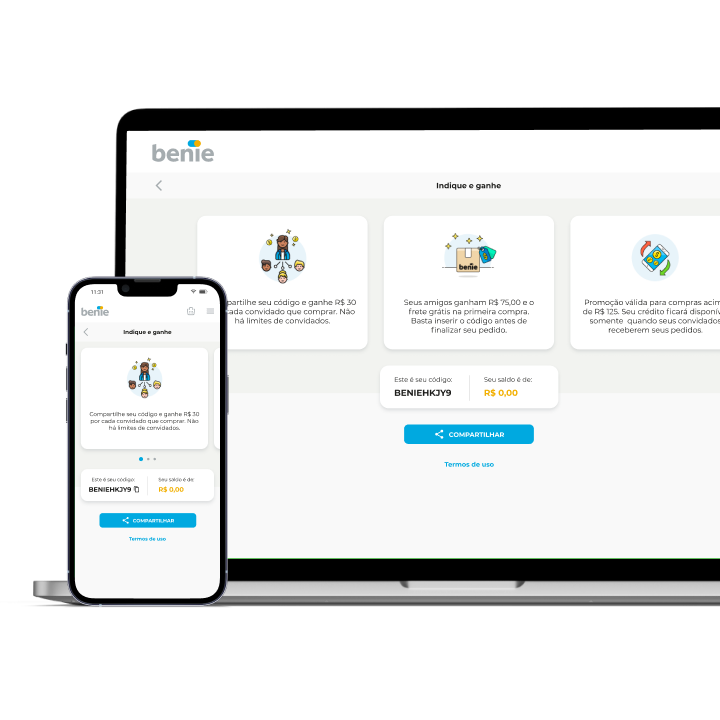 benie
Indique e ganhe
partilhe seu código e ganhe R$ 30
cada convidado que comprar. Não
há limites de convidados.
benie
Seus amigos ganham R$ 75,00 e o
frete grátis na primeira compra.
Basta inserir o código antes de
finalizar seu pedido.
Promoção válida para compras acim
de R$ 125. Seu crédito ficará disponív
somente quando seus convidados
receberem seus pedidos.
Este é seu código:
BENIEHKJY9
Seu saldo é de:
R$ 0,00
COMPARTILHAR
Termos de uso
11:31
benie
Indique e ganhe
Compartilhe seu código e ganhe R$ 30
por cada convidado que comprar. Não
há limites de convidados.
Este é seu código:
BENIEHKJY9
Seu saldo é de:
R$ 0,00
COMPARTILHAR
Termos de uso